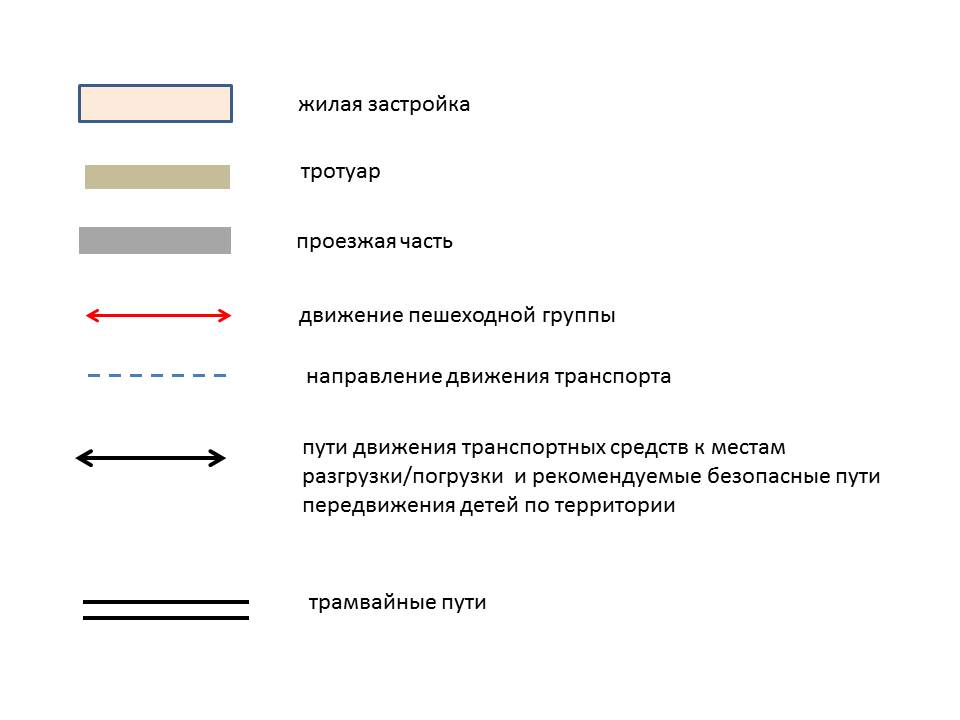 жилая застройка
тротуар
проезжая часть
движение пешеходной группы
направление движения транспорта
пути движения транспортных средств к местам
разгрузки/погрузки и рекомендуемые безопасные пути
передвижения детей по территории
трамвайные пути